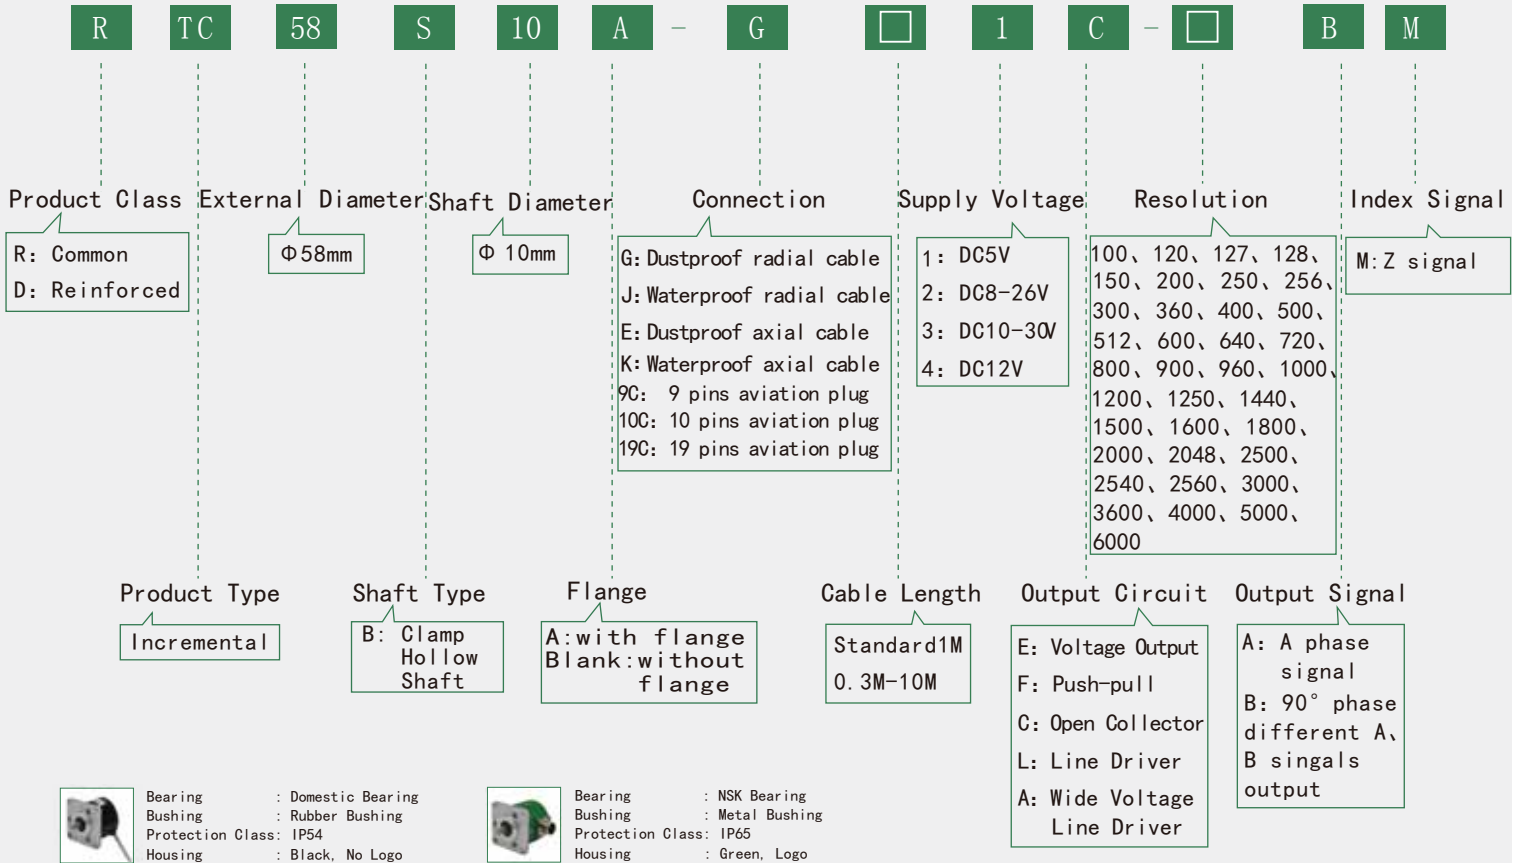 R TC 58 S 10 A - G □ 1 C - □ B M
Product Class
R: Common
D: Reinforced
External Diameter
Φ58mm
Shaft Diameter
Φ 10mm
Connection
G:Dustproof radial cable
J:Waterproof radial cable
E:Dustproof axial cable
K:Waterproof axial cable
9C: 9 pins aviation plug
10C: 10 pins aviation plug
19C: 19 pins aviation plug
Supply Voltage
1: DC5V
2: DC8-26V
3: DC10-30V
4: DC12V
Resolution
100、120、127、128、
150、200、250、256、
300、360、400、500、
512、600、640、720、
800、900、960、1000、
1200、1250、1440、
1500、1600、1800、
2000、2048、2500、
2540、2560、3000、
3600、4000、5000、
6000
Index Signal
M:Z signal
Product Type
Incremental
Shaft Type
B: Clamp
Hollow
Shaft
Flange
A:with flange
Blank:without
flange
Cable Length
Standard1M
0.3M-10M
Output Circuit
E: Voltage Output
F: Push-pull
C: Open Collector
L: Line Driver
A: Wide Voltage
Line Driver
Output Signal
A: A phase
signal
B: 90° phase
different A、
B singals
output
Bearing : Domestic Bearing
Bushing : Rubber Bushing
Protection Class: IP54
Housing : Black, No Logo
Bearing : NSK Bearing
Bushing : Metal Bushing
Protection Class: IP65
Housing : Green, Logo